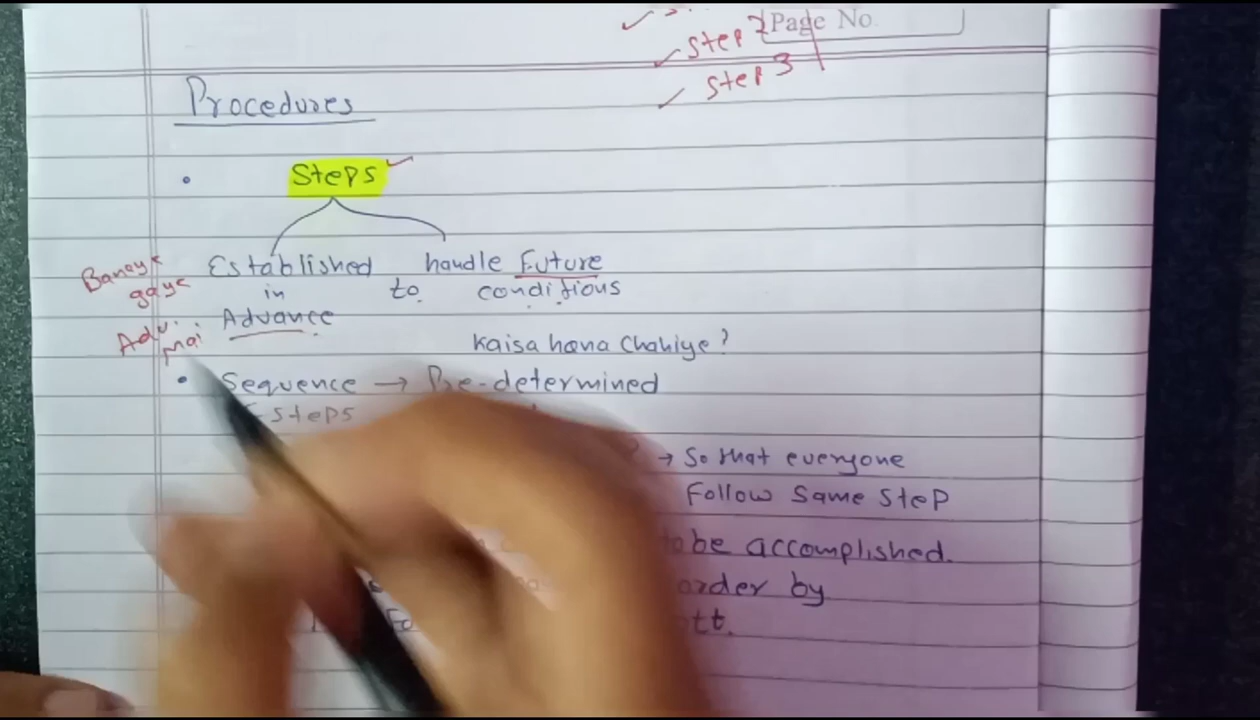 Page No.
Step 2
Step 3
Procedures
• Steps
Established handle Future
in to conditions
Advance
Banaye
gaye
Adv.
mai
Kaisa hona chahiye?
• Sequence → Pre-determined
steps
→ So that everyone
Follow Same Step
to be accomplished.
order by